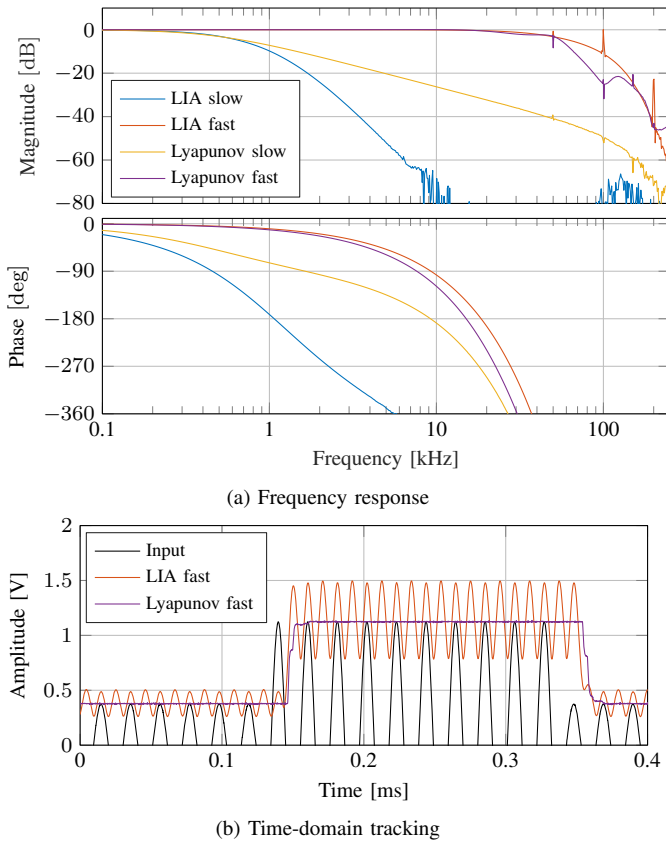 0
−20
−40
−60
−80
Magnitude [dB]
LIA slow
LIA fast
Lyapunov slow
Lyapunov fast
0
−90
−180
−270
−360
Phase [deg]
0.1
1
10
100
Frequency [kHz]
(a) Frequency response
2
1.5
1
0.5
0
Amplitude [V]
Input
LIA fast
Lyapunov fast
0
0.1
0.2
0.3
0.4
Time [ms]
(b) Time-domain tracking